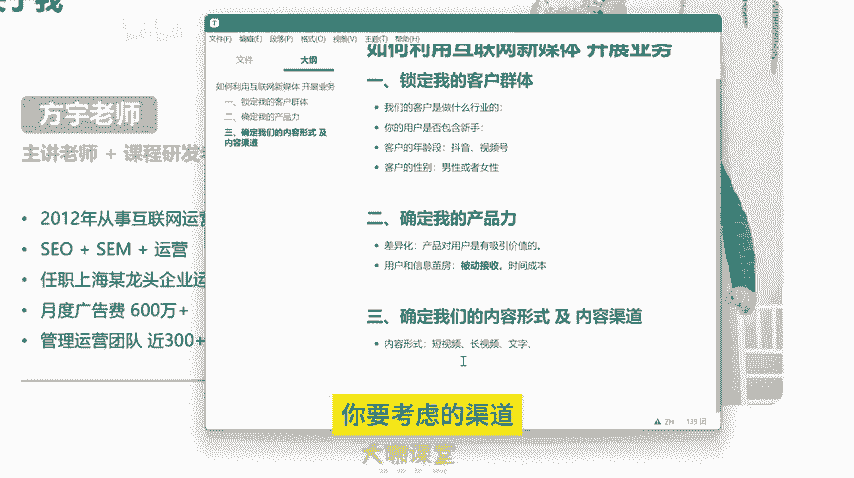 方宇老师
主讲老师 + 课程研发
2012年从事互联网运营
SEO + SEM + 运营
任职上海某龙头企业运
月度广告费 600万+
管理运营团队 近300+
文件(F) 编辑(E) 段落(P) 格式(O) 视图(V) 主题(T) 帮助(H)
文件 大纲
如何利用互联网新媒体 开展业务
一、锁定我的客户群体
二、确定我的产品力
三、确定我们的内容形式 及
内容渠道
如何利用互联网新媒体 开展业务
一、锁定我的客户群体
我们的客户是做什么行业的:
你的用户是否包含新手:
客户的年龄段: 抖音、视频号
客户的性别: 男性或者女性
二、确定我的产品力
差异化: 产品对用户是有吸引价值的。
用户和信息茧房: 被动接收, 时间成本
三、确定我们的内容形式 及 内容渠道
内容形式: 短视频、长视频、文字、
ZH 139 词
你要考虑的渠道